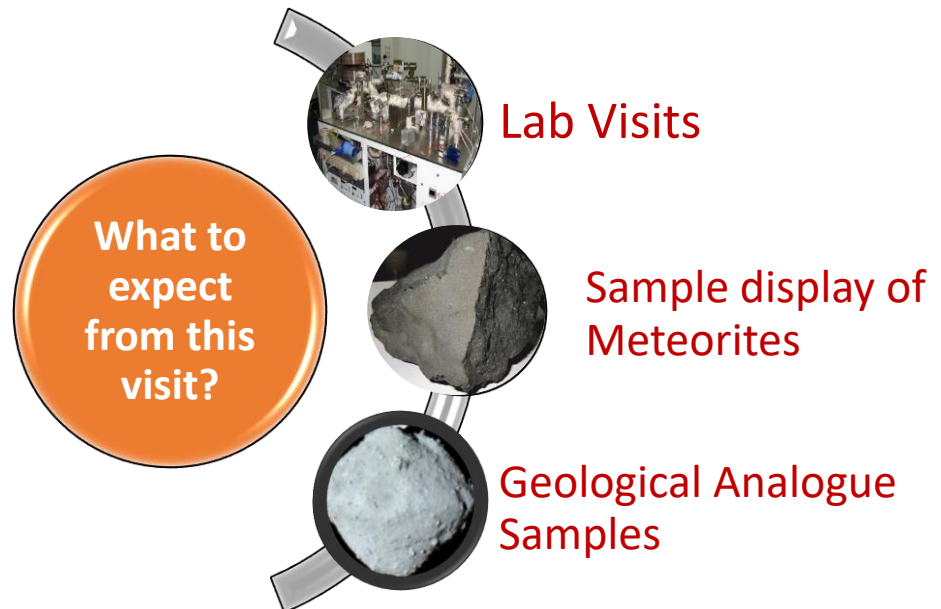 What to
expect
from this
visit?
Lab Visits
Sample display of
Meteorites
Geological Analogue
Samples